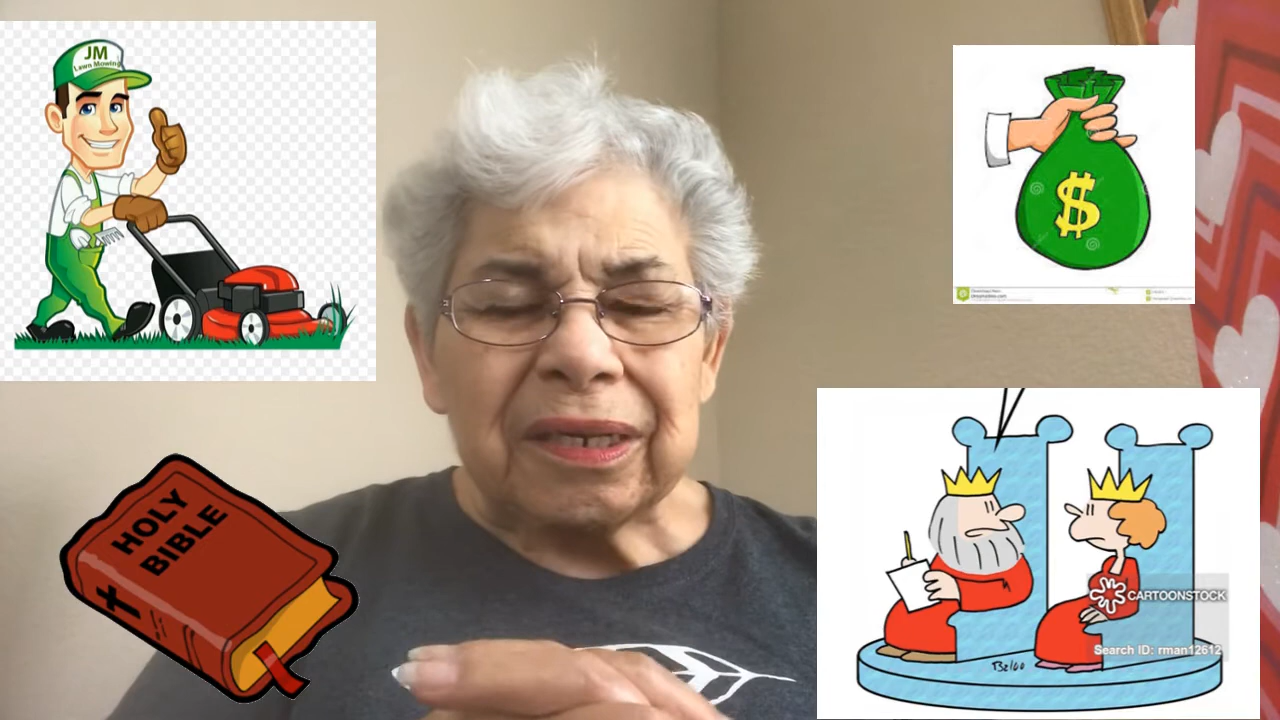 JM
Lawn Mowing
$
HOLY
BIBLE
CARTOONSTOCK
Search ID: rman12612